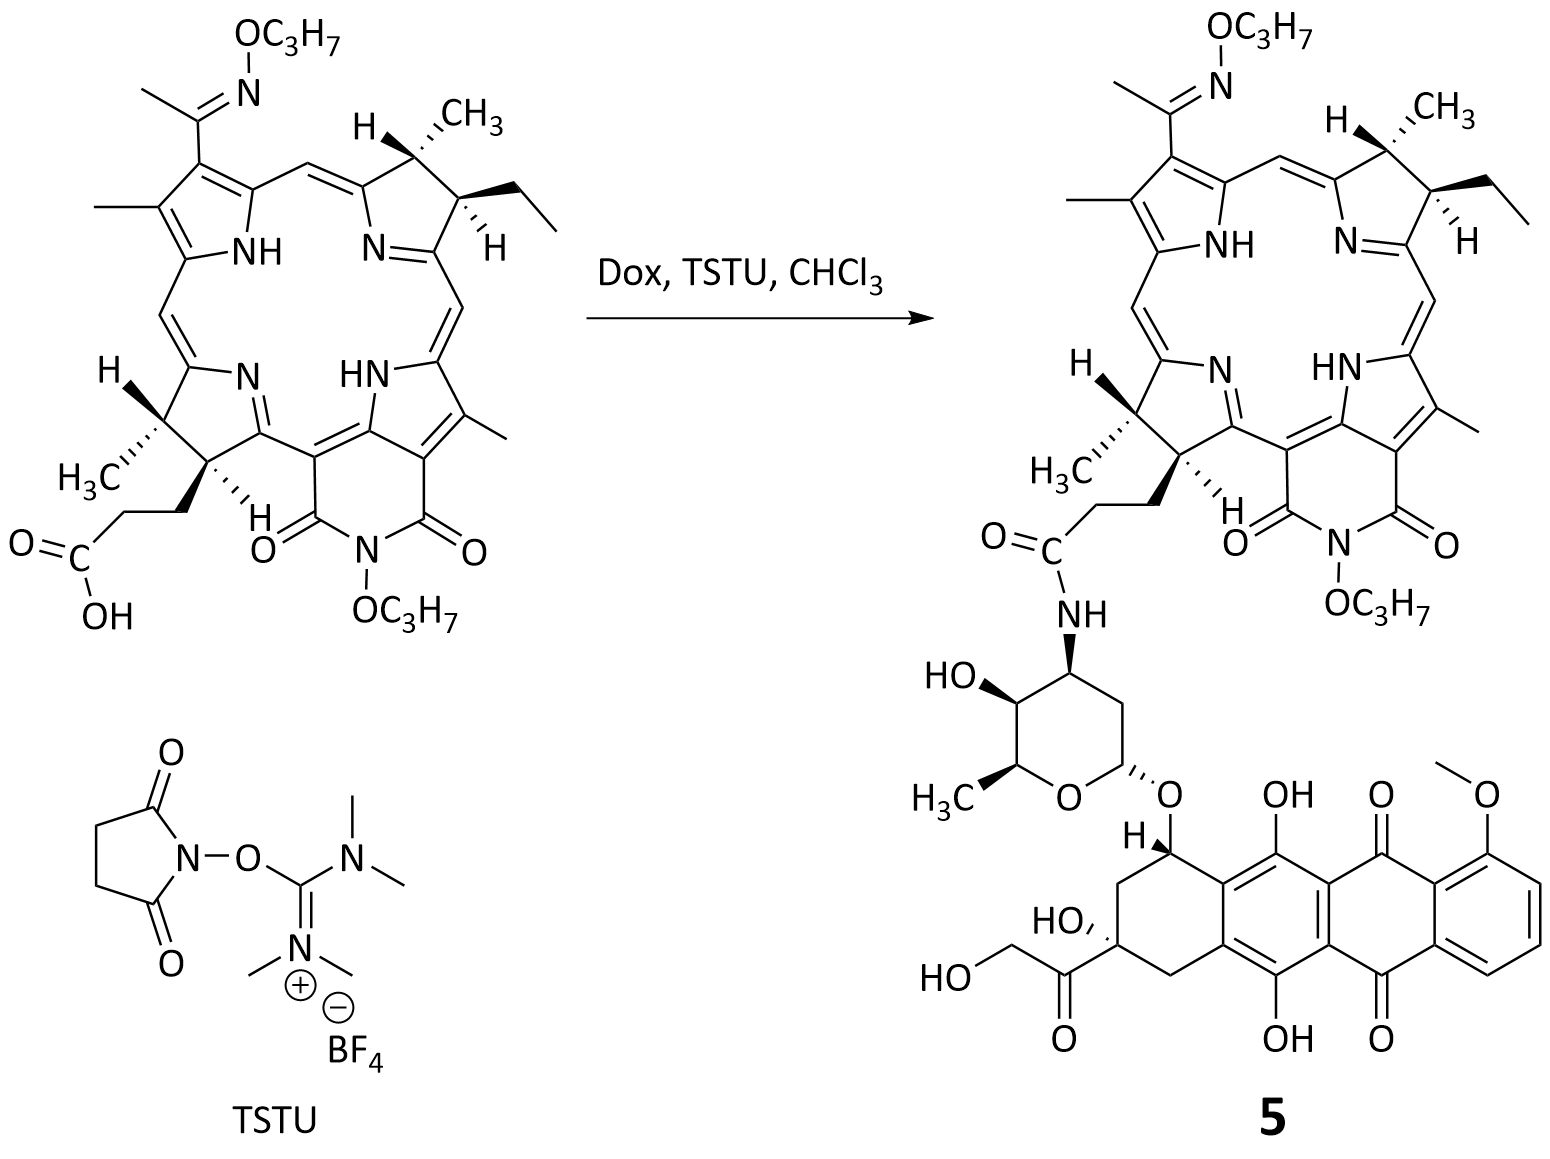 OC3H7
N
H
CH3
NH
N
H
N
HN
H
H3C
H
O
C
OH
O
N
O
OC3H7
Dox, TSTU, CHCl3
OC3H7
N
H
CH3
NH
N
H
N
HN
H
H3C
H
O
C
NH
O
N
O
OC3H7
HO
H3C
O
O
H
OH
O
O
HO
HO
O
OH
O
5
O
N
O
N
O
N
+
−
BF4
TSTU